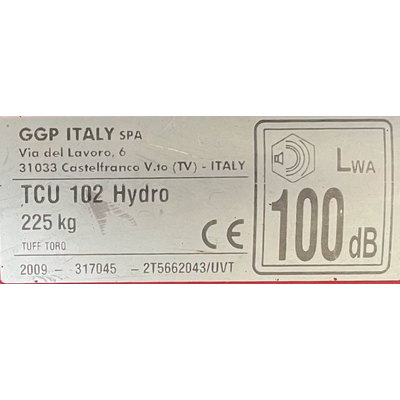 GGP ITALY SPA
Via del Lavoro, 6
31033 Castelfranco V.to (TV) - ITALY
TCU 102 Hydro
225 kg
TUFF TORQ
2009 - 317045 - 2T5662043/UVT
CE
LWA
100 dB